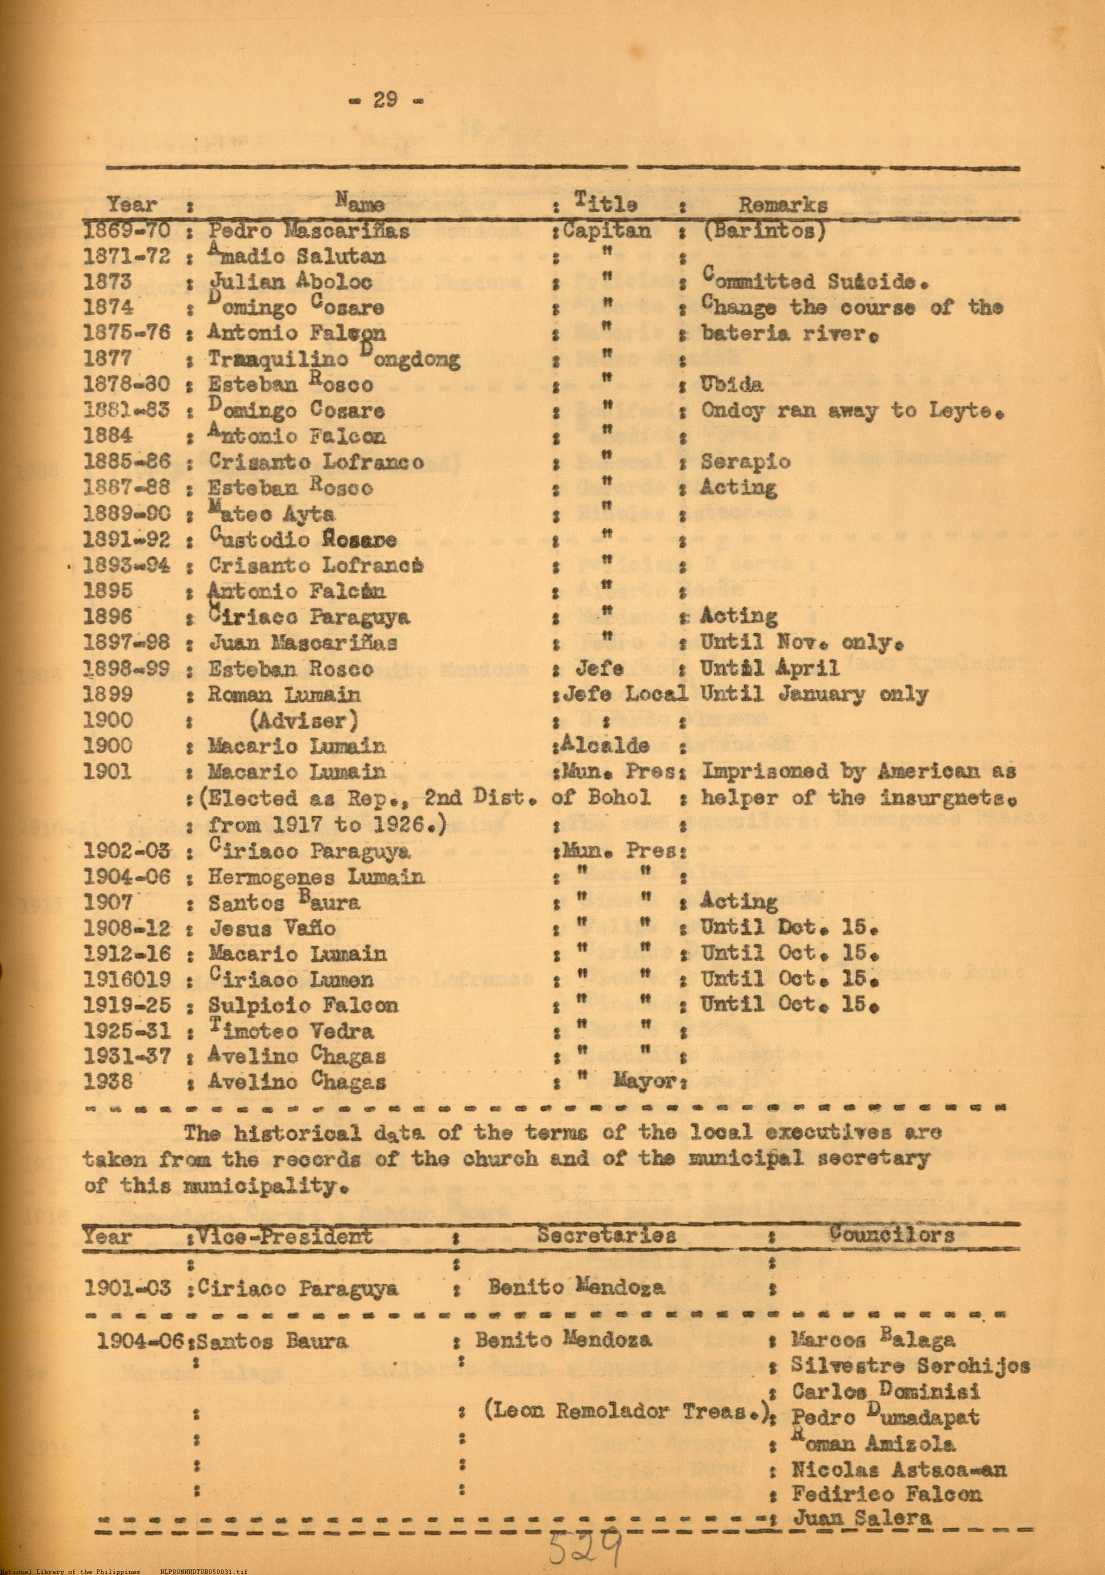 - 29 -
Year : Name : Title : Remarks
1869-70 : Pedro Mascariñas :Capitan : (Barintos)
1871-72 : Amadio Salutan : " :
1873 : Julian Aboloc : " : Committed Suicide.
1874 : Domingo Cosare : " : Change the course of the
1875-76 : Antonio Falcon : " : bateria river.
1877 : Tranquilino Dongdong : " :
1878-80 : Esteban Rosco : " : Ubida
1881-83 : Domingo Cosare : " : Ondoy ran away to Leyte.
1884 : Antonio Falcon : " :
1885-86 : Crisanto Lofranco : " : Serapio
1887-88 : Esteban Rosco : " : Acting
1889-90 : Mateo Ayta : " :
1891-92 : Custodio Rosare : " :
1893-94 : Crisanto Lofranco : " :
1895 : Antonio Falcon : " :
1896 : Ciriaco Paraguya : " : Acting
1897-98 : Juan Mascariñas : " : Until Nov. only.
1898-99 : Esteban Rosco : Jefe : Until April
1899 : Roman Lumain :Jefe Local Until January only
1900 : (Adviser) : : :
1900 : Macario Lumain :Alcalde :
1901 : Macario Lumain :Mun. Pres: Imprisoned by American as
:(Elected as Rep., 2nd Dist. of Bohol : helper of the insurgnets.
: from 1917 to 1926.) : :
1902-03 : Ciriaco Paraguya :Mun. Pres:
1904-06 : Hermogenes Lumain : " " :
1907 : Santos Baura : " " : Acting
1908-12 : Jesus Vaño : " " : Until Oct. 15.
1912-16 : Macario Lumain : " " : Until Oct. 15.
1916019 : Ciriaco Lumen : " " : Until Oct. 15.
1919-25 : Sulpicio Falcon : " " : Until Oct. 15.
1925-31 : Timoteo Vedra : " " :
1931-37 : Avelino Chagas : " " :
1938 : Avelino Chagas : " Mayor:
The historical data of the terms of the local executives are
taken from the records of the church and of the municipal secretary
of this municipality.
Year :Vice-President : Secretaries : Councilors
: : :
1901-03 :Ciriaco Paraguya : Benito Mendoza :
1904-06:Santos Baura : Benito Mendoza : Marcos Balaga
: : : Silvestre Serohijos
: Carlos Dominisi
: : (Leon Remolador Treas.): Pedro Dumadapat
: : : Roman Amizola
: : : Nicolas Astaca-an
: : : Fedirico Falcon
: Juan Salera
529
National Library of the Philippines NLPDONHHDTOB050031.tif